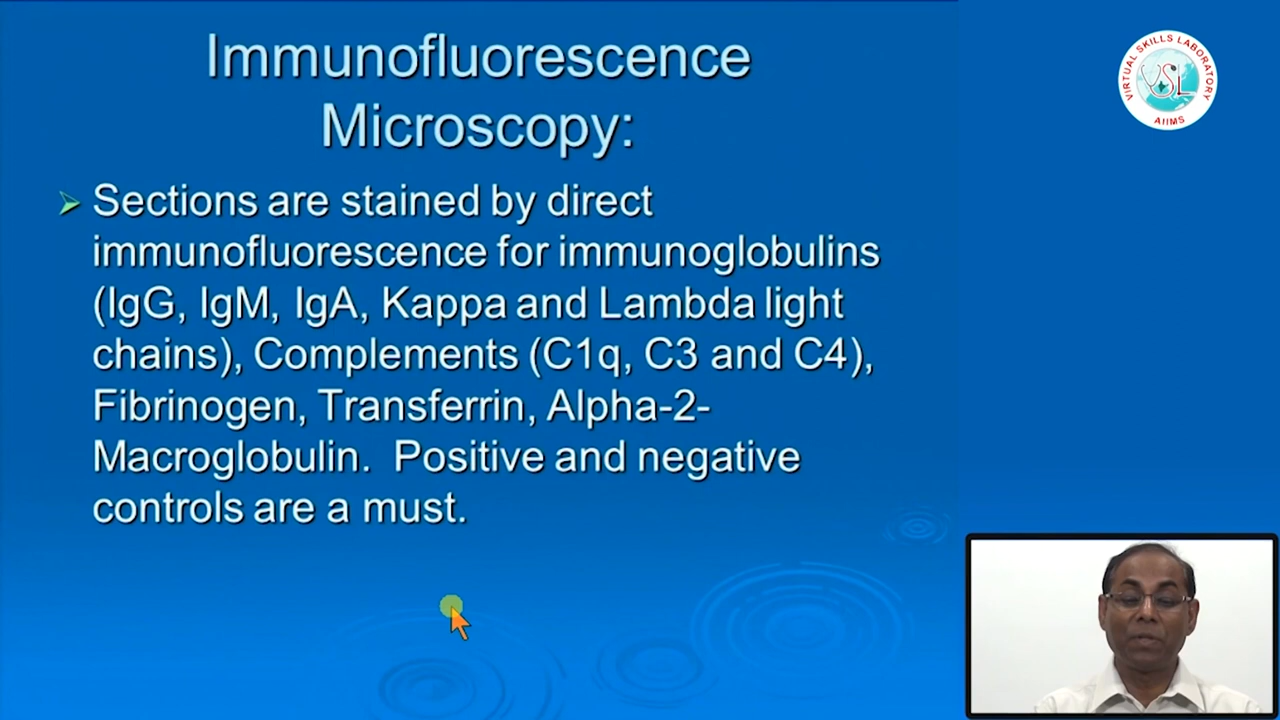 Immunofluorescence
Microscopy:
Sections are stained by direct
immunofluorescence for immunoglobulins
(IgG, IgM, IgA, Kappa and Lambda light
chains), Complements (C1q, C3 and C4),
Fibrinogen, Transferrin, Alpha-2-
Macroglobulin.  Positive and negative
controls are a must.
VIRTUAL SKILLS LABORATORY
VSL
AIIMS